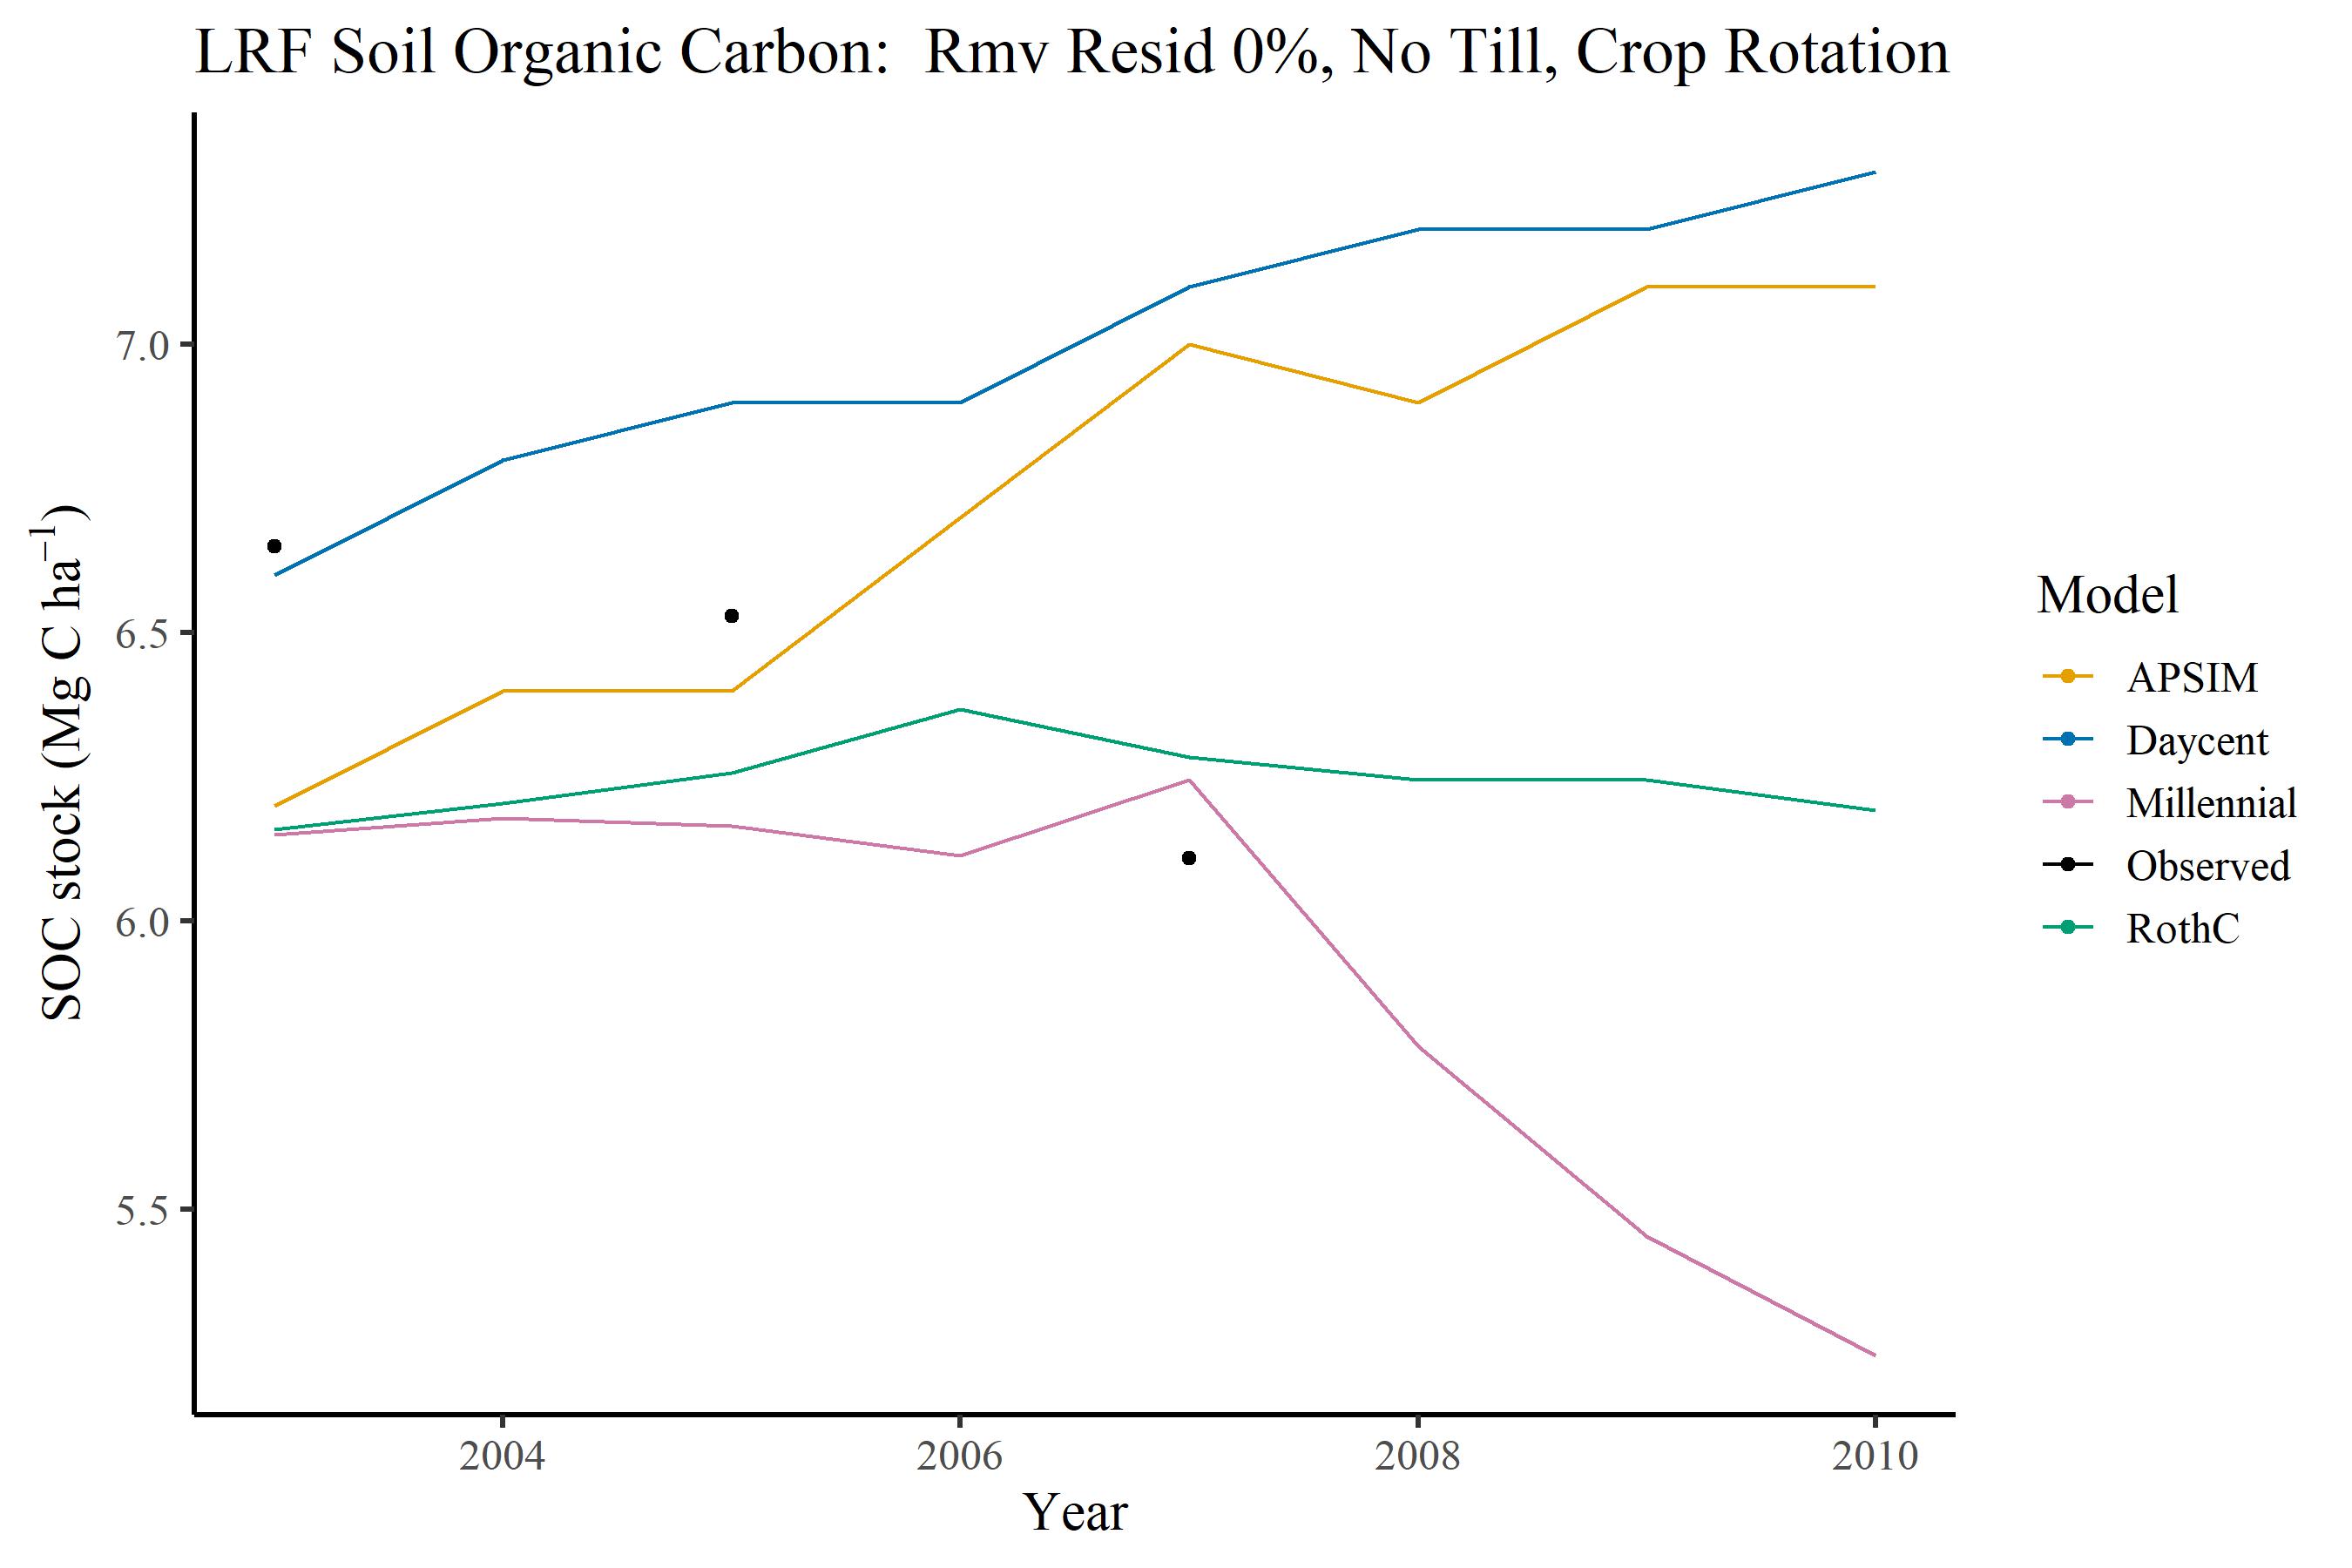 LRF Soil Organic Carbon:  Rmv Resid 0%, No Till, Crop Rotation
SOC stock (Mg C ha⁻¹)
7.0
6.5
6.0
5.5
2004 2006 2008 2010
Year
Model
APSIM
Daycent
Millennial
Observed
RothC